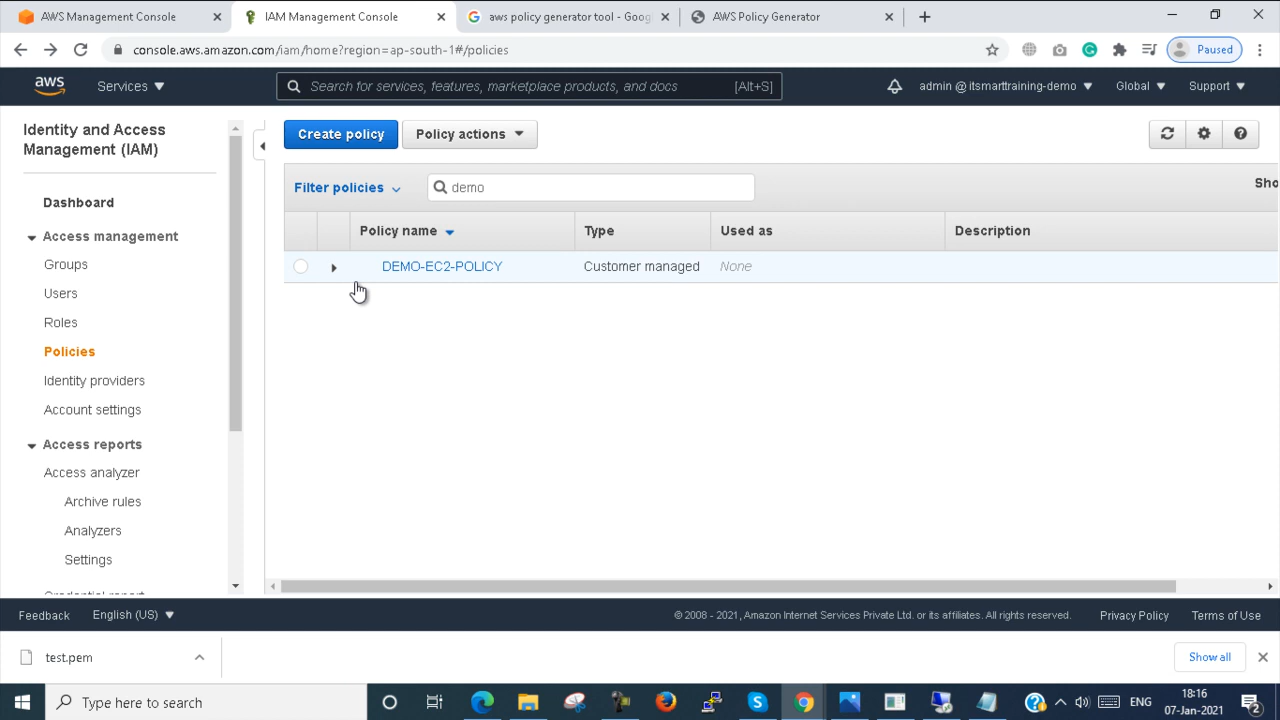 AWS Management Console
IAM Management Console
aws policy generator tool - Goog
AWS Policy Generator
console.aws.amazon.com/iam/home?region=ap-south-1#/policies
Paused
aws
Services
Search for services, features, marketplace products, and docs [Alt+S]
admin @ itsmarttraining-demo
Global
Support
Identity and Access
Management (IAM)
Dashboard
Access management
Groups
Users
Roles
Policies
Identity providers
Account settings
Access reports
Access analyzer
Archive rules
Analyzers
Settings
Credential report
Create policy
Policy actions
Filter policies
demo
Sho
Policy name
Type
Used as
Description
DEMO-EC2-POLICY
Customer managed
None
Feedback
English (US)
© 2008 - 2021, Amazon Internet Services Private Ltd. or its affiliates. All rights reserved.
Privacy Policy
Terms of Use
test.pem
Show all
Type here to search
ENG
18:16
07-Jan-2021
2